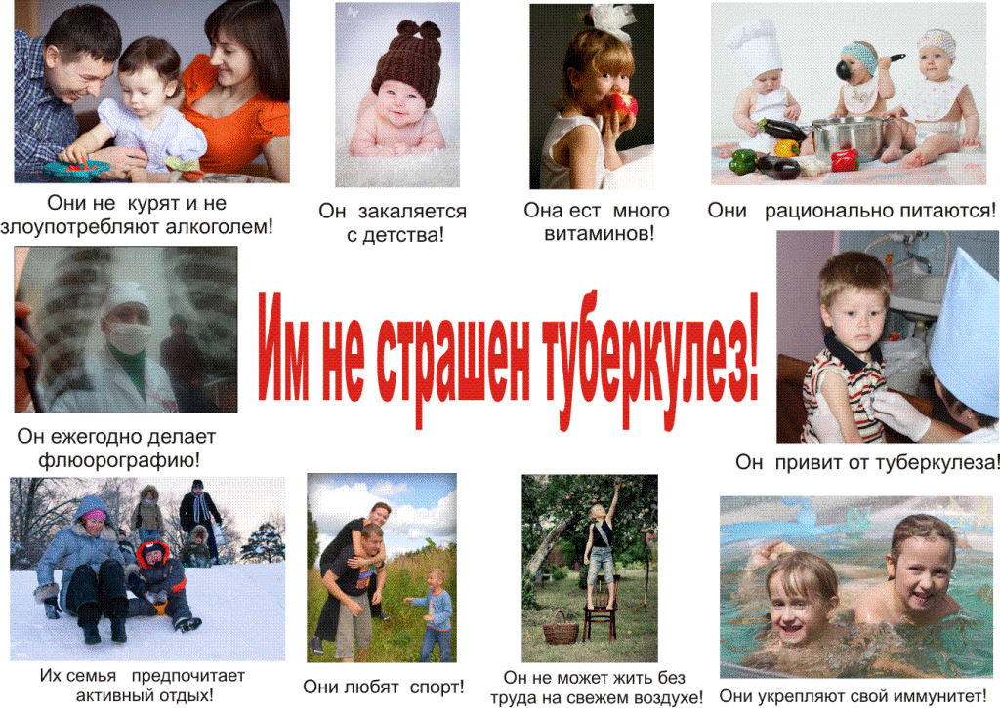 Они не курят и не
злоупотребляют алкоголем!
Он закаляется
с детства!
Она ест много
витаминов!
Они рационально питаются!
Им не страшен туберкулез!
Он ежегодно делает
флюорографию!
Он привит от туберкулеза!
Их семья предпочитает
активный отдых!
Они любят спорт!
Он не может жить без
труда на свежем воздухе!
Они укрепляют свой иммунитет!